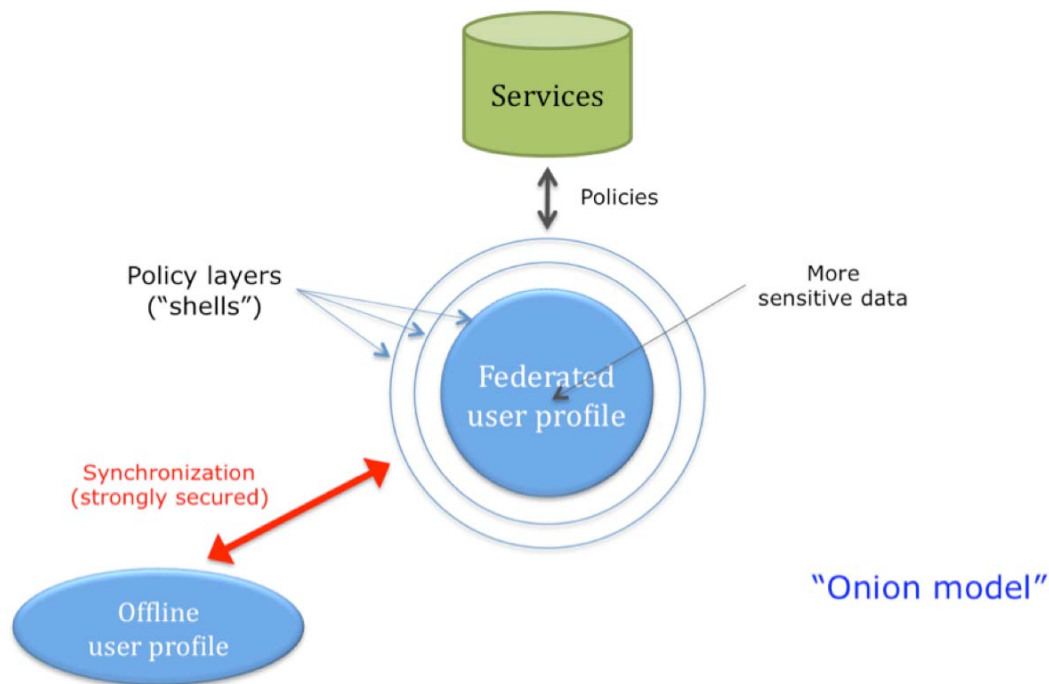 Services
Policies
Policy layers
(“shells”)
More
sensitive data
Federated
user profile
Synchronization
(strongly secured)
Offline
user profile
“Onion model”